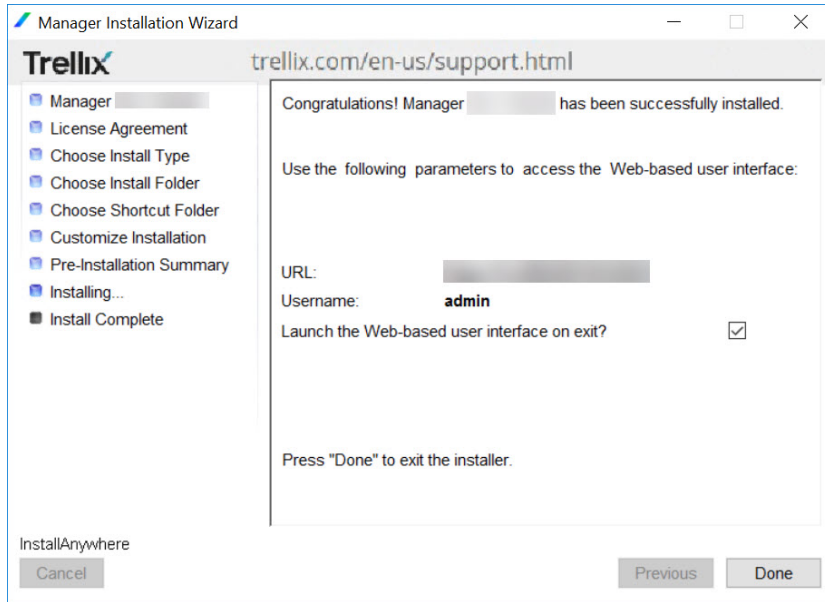 Manager Installation Wizard
Trellix
trellix.com/en-us/support.html
Manager
License Agreement
Choose Install Type
Choose Install Folder
Choose Shortcut Folder
Customize Installation
Pre-Installation Summary
Installing...
Install Complete
Congratulations! Manager has been successfully installed.
Use the following parameters to access the Web-based user interface:
URL:
Username: admin
Launch the Web-based user interface on exit?
Press "Done" to exit the installer.
InstallAnywhere
Cancel
Previous
Done